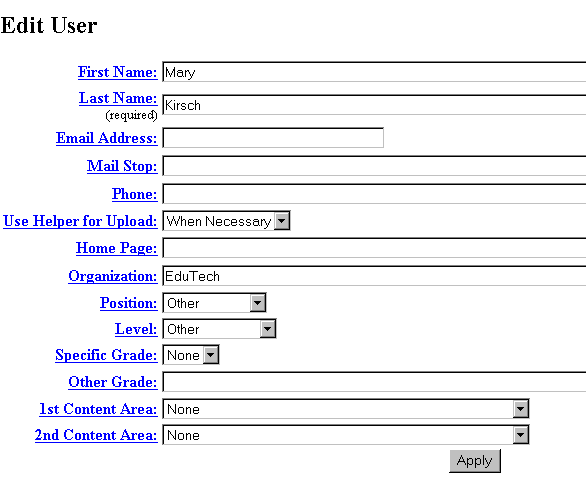 Edit User
First Name: Mary
Last Name: Kirsch
(required)
Email Address:
Mail Stop:
Phone:
Use Helper for Upload: When Necessary
Home Page:
Organization: EduTech
Position: Other
Level: Other
Specific Grade: None
Other Grade:
1st Content Area: None
2nd Content Area: None
Apply